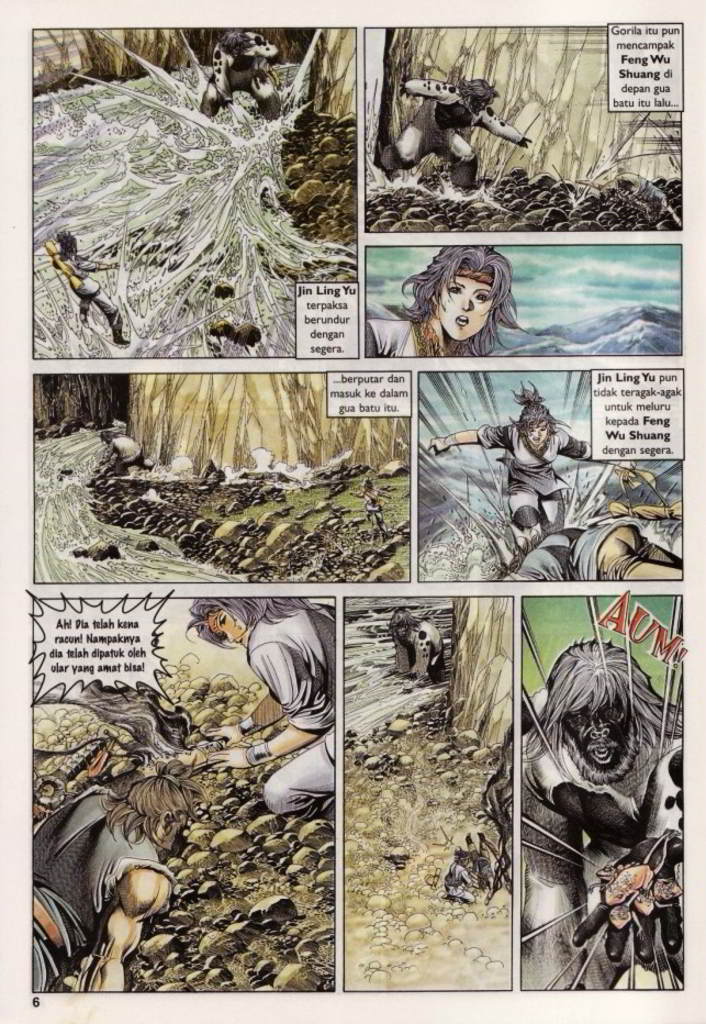 Jin Ling Yu
terpaksa
berundur
dengan
segera.
Gorila itu pun
mencampak
Feng Wu
Shuang di
depan gua
batu itu lalu...
...berputar dan
masuk ke dalam
gua batu itu.
Jin Ling Yu pun
tidak teragak-agak
untuk meluru
kepada Feng
Wu Shuang
dengan segera.
Ah! Dia telah kena
racun! Nampaknya
dia telah dipatuk oleh
ular yang amat bisa!
AUM!
6